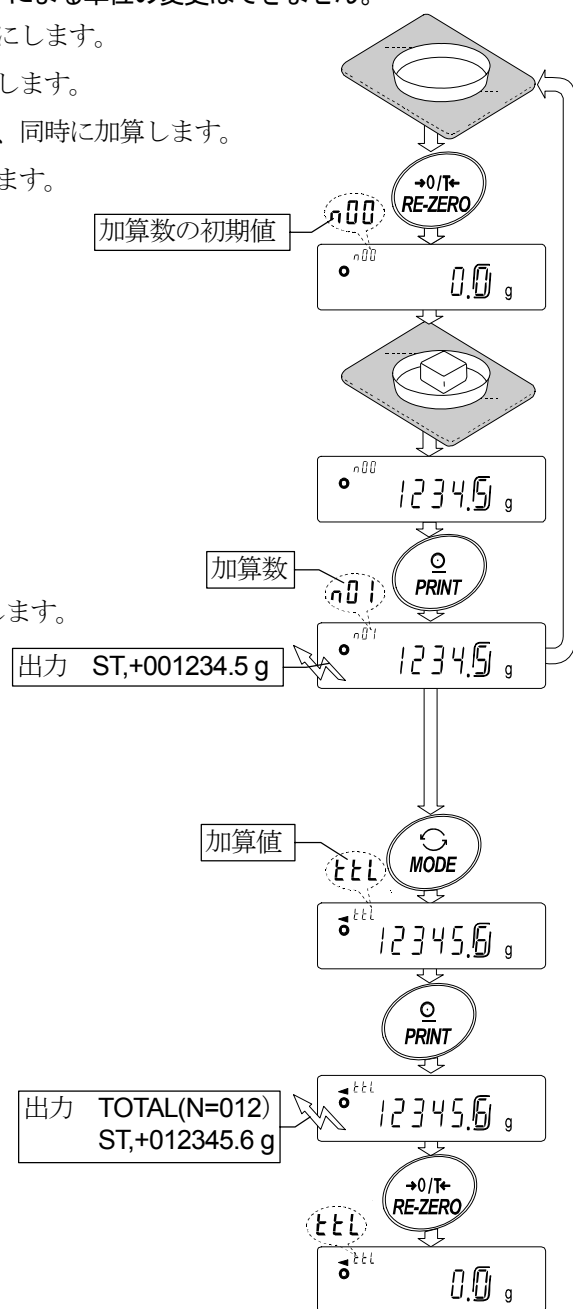 による単位の変更はできません。
にします。
します。
、同時に加算します。
ます。
→0/T←
RE-ZERO
n00
加算数の初期値
n00
0.0 g
n00
1234.5 g
PRINT
加算数
n01
します。
n01
1234.5 g
出力 ST,+001234.5 g
MODE
加算値
ttL
ttL
12345.6 g
PRINT
ttL
12345.6 g
出力 TOTAL(N=012)
ST,+012345.6 g
→0/T←
RE-ZERO
ttL
ttL
0.0 g